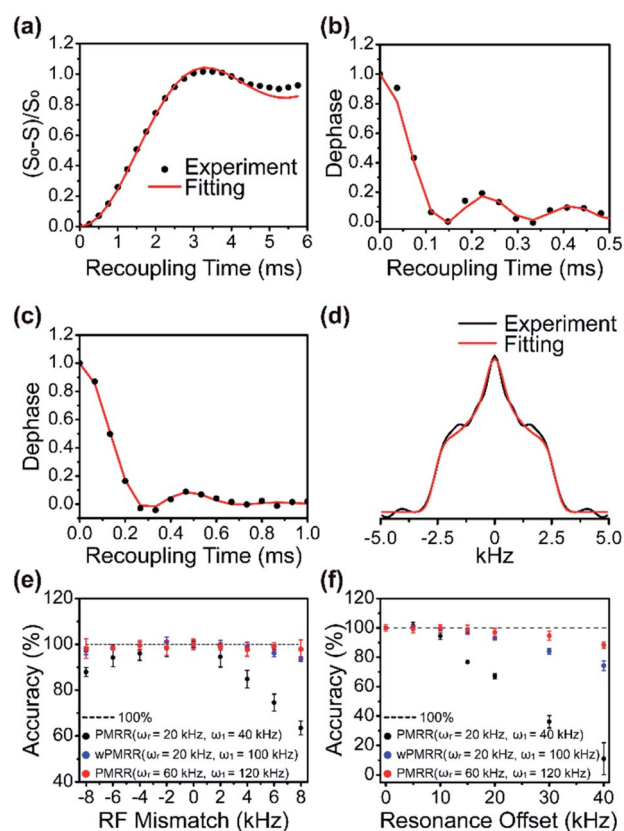 (a)
1.2
1.0
0.8
0.6
0.4
0.2
0.0
(S₀-S)/S₀
Experiment
Fitting
0 1 2 3 4 5 6
Recoupling Time (ms)
(b)
1.2
1.0
0.8
0.6
0.4
0.2
0.0
Dephase
0.0 0.1 0.2 0.3 0.4 0.5
Recoupling Time (ms)
(c)
1.2
1.0
0.8
0.6
0.4
0.2
0.0
Dephase
0.0 0.2 0.4 0.6 0.8 1.0
Recoupling Time (ms)
(d)
Experiment
Fitting
-5.0 -2.5 0 2.5 5.0
kHz
(e)
120
100
80
60
40
Accuracy (%)
100%
PMRR(ωr = 20 kHz, ω₁ = 40 kHz)
wPMRR(ωr = 20 kHz, ω₁ = 100 kHz)
PMRR(ωr = 60 kHz, ω₁ = 120 kHz)
-8 -6 -4 -2 0 2 4 6 8
RF Mismatch (kHz)
(f)
120
100
80
60
40
20
0
Accuracy (%)
100%
PMRR(ωr = 20 kHz, ω₁ = 40 kHz)
wPMRR(ωr = 20 kHz, ω₁ = 100 kHz)
PMRR(ωr = 60 kHz, ω₁ = 120 kHz)
0 10 20 30 40
Resonance Offset (kHz)